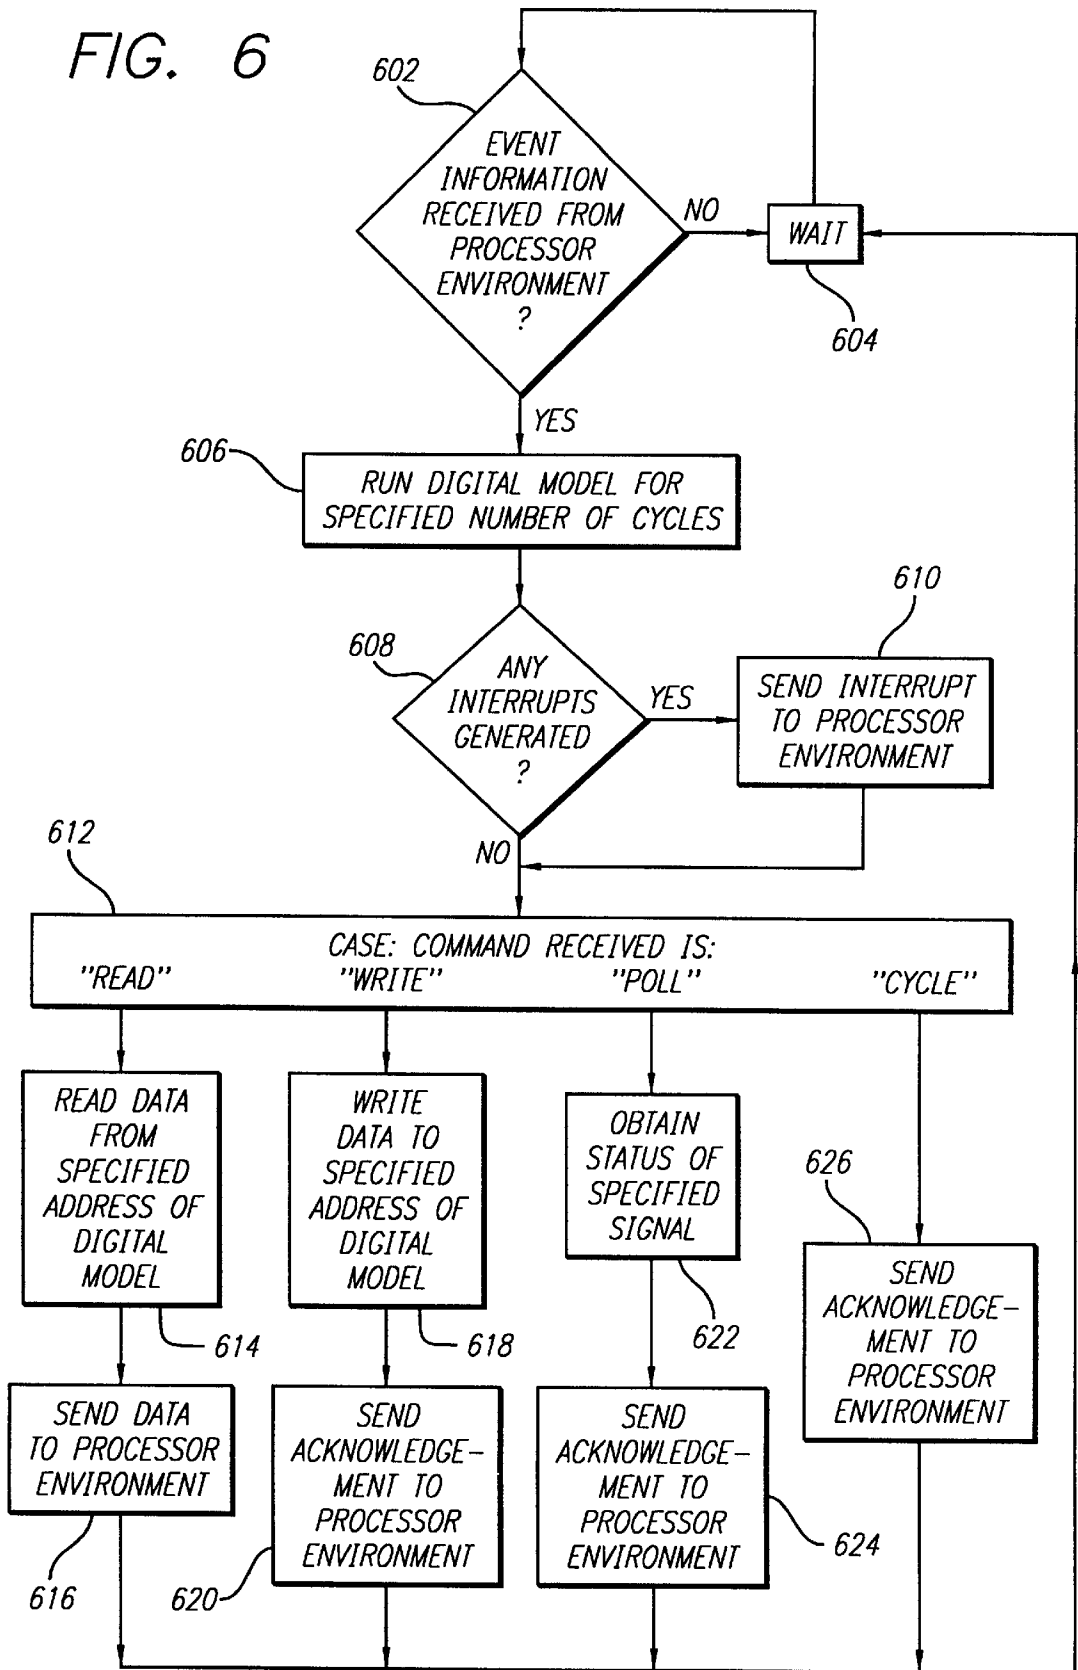 FIG. 6
602
EVENT
INFORMATION
RECEIVED FROM
PROCESSOR
ENVIRONMENT
?
NO
WAIT
604
YES
606
RUN DIGITAL MODEL FOR
SPECIFIED NUMBER OF CYCLES
608
ANY
INTERRUPTS
GENERATED
?
YES
610
SEND INTERRUPT
TO PROCESSOR
ENVIRONMENT
NO
612
CASE: COMMAND RECEIVED IS:
"READ" "WRITE" "POLL" "CYCLE"
READ DATA
FROM
SPECIFIED
ADDRESS OF
DIGITAL
MODEL
614
WRITE
DATA TO
SPECIFIED
ADDRESS OF
DIGITAL
MODEL
618
OBTAIN
STATUS OF
SPECIFIED
SIGNAL
622
626
SEND
ACKNOWLEDGE-
MENT TO
PROCESSOR
ENVIRONMENT
SEND DATA
TO PROCESSOR
ENVIRONMENT
616
SEND
ACKNOWLEDGE-
MENT TO
PROCESSOR
ENVIRONMENT
620
SEND
ACKNOWLEDGE-
MENT TO
PROCESSOR
ENVIRONMENT
624